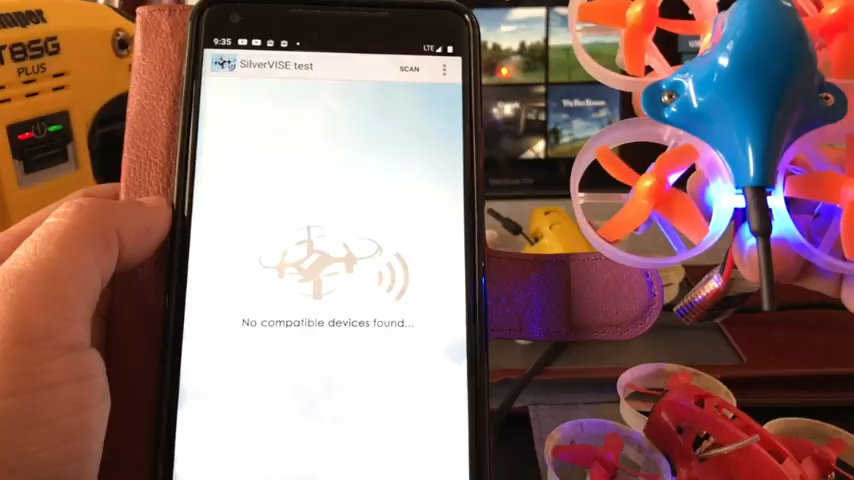 T8SG
PLUS
9:35
LTE
SilverVISE test
SCAN
No compatible devices found...